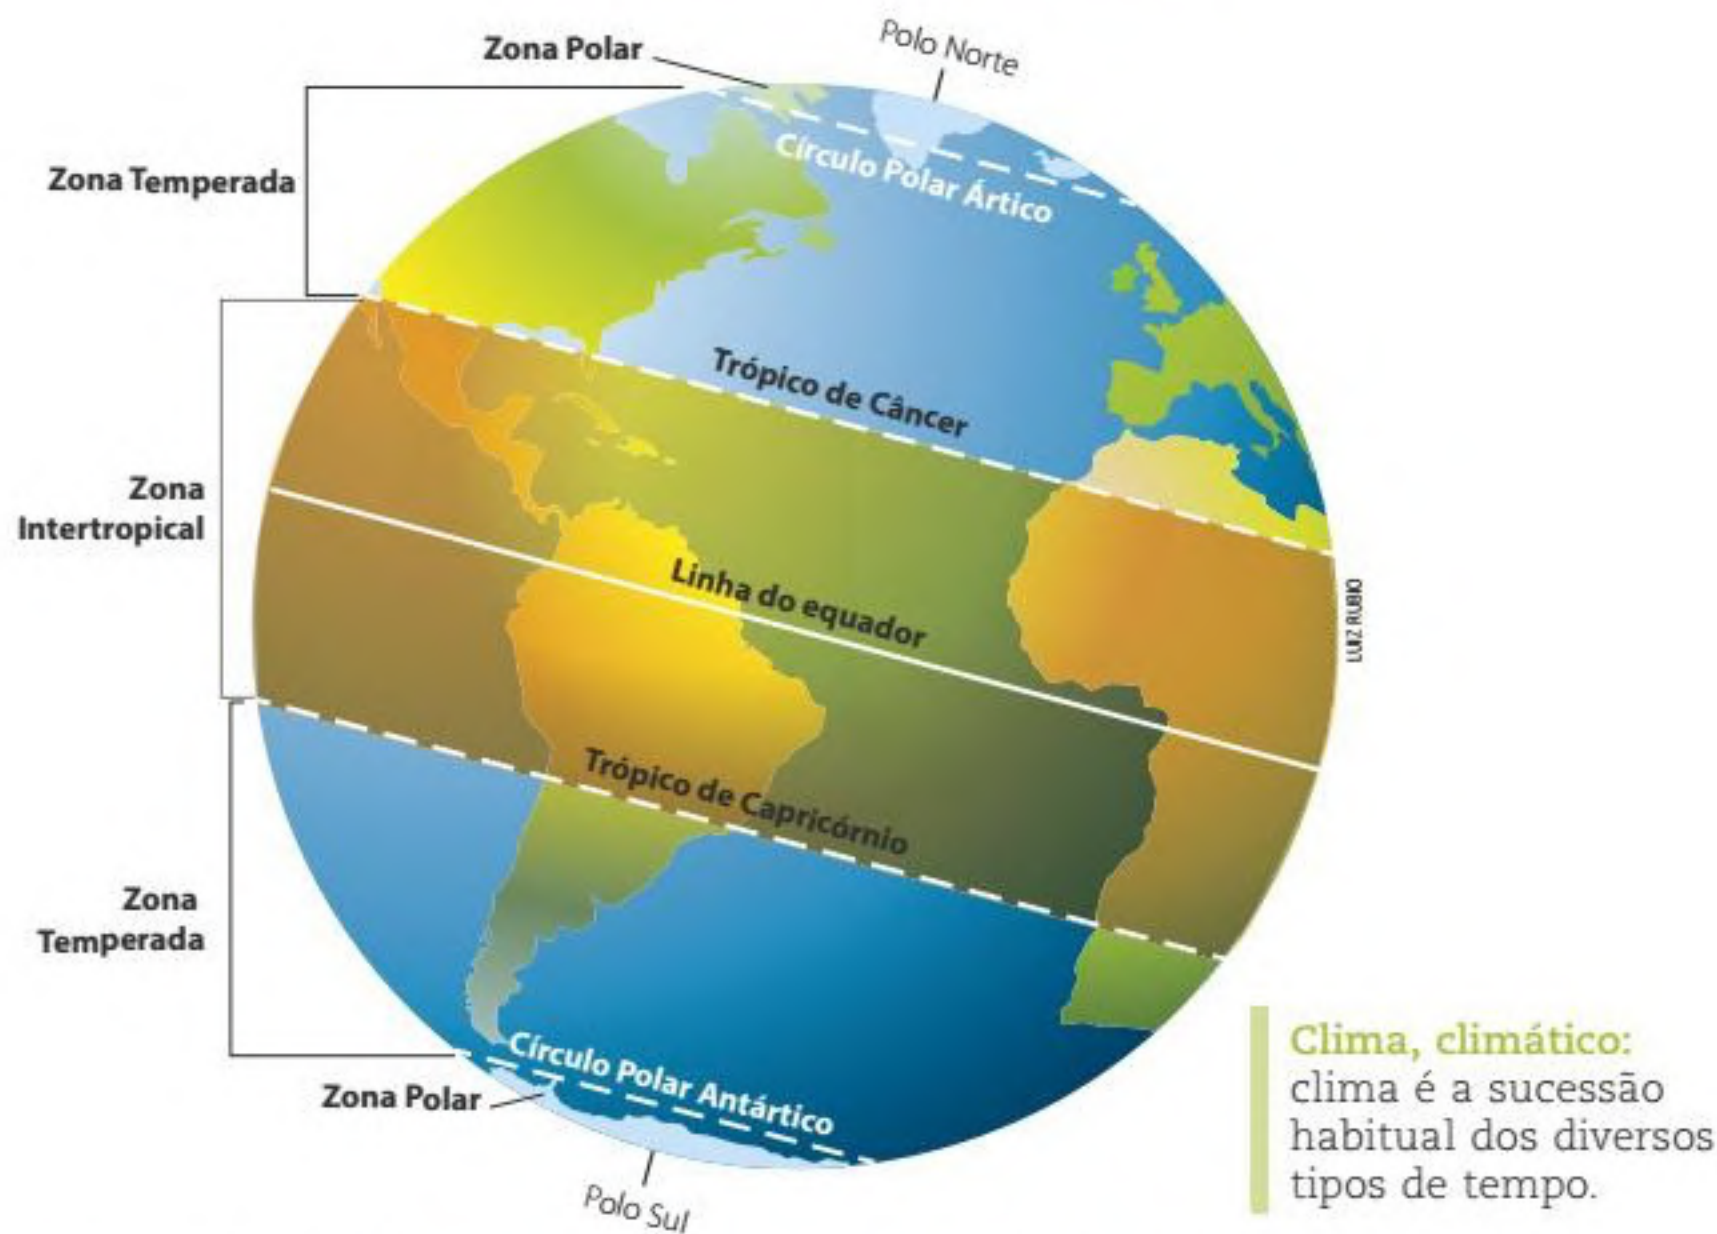 Polo Norte
Zona Polar
Círculo Polar Ártico
Zona Temperada
Trópico de Câncer
Zona
Intertropical
Linha do equador
LUIZ RUBIO
Trópico de Capricórnio
Zona
Temperada
Círculo Polar Antártico
Zona Polar
Polo Sul
Clima, climático:
clima é a sucessão
habitual dos diversos
tipos de tempo.